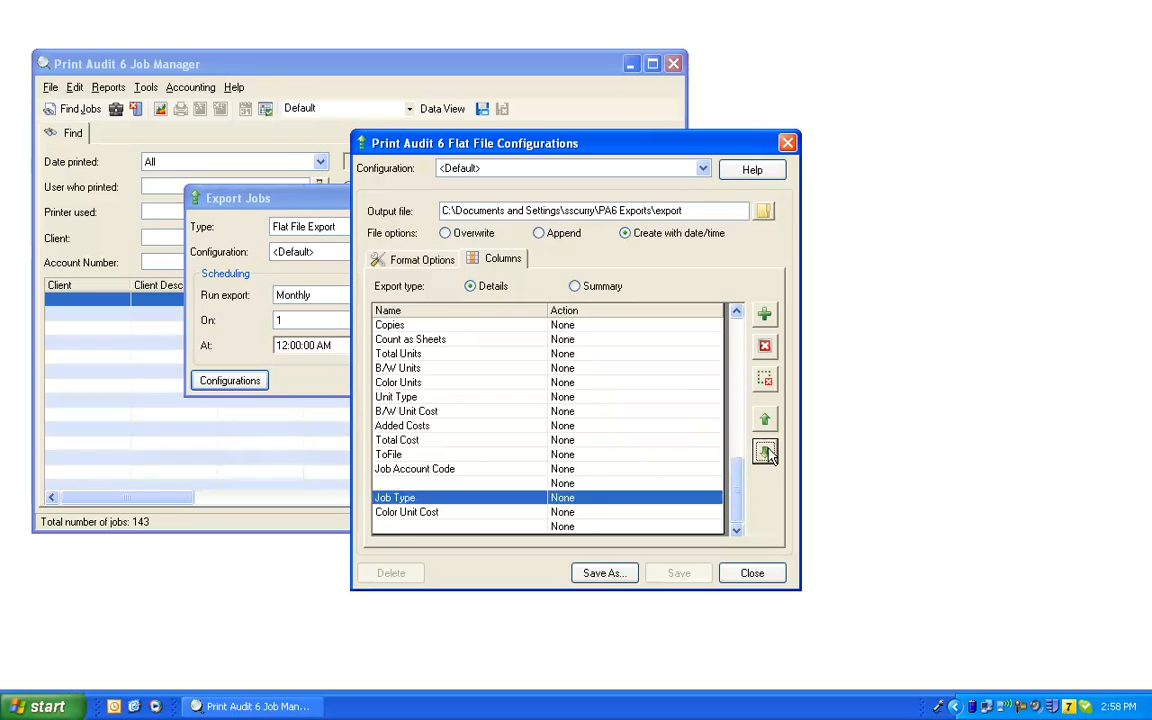 Print Audit 6 Job Manager
File Edit Reports Tools Accounting Help
Find Jobs Default Data View
Find
Date printed: All
User who printed:
Printer used:
Client:
Account Number:
Client Client Desc
Total number of jobs: 143
Export Jobs
Type: Flat File Export
Configuration: <Default>
Scheduling
Run export: Monthly
On: 1
At: 12:00:00 AM
Configurations
Print Audit 6 Flat File Configurations
Configuration: <Default> Help
Output file: C:\Documents and Settings\sscurry\PA6 Exports\export
File options: Overwrite Append Create with date/time
Format Options Columns
Export type: Details Summary
Name Action
Copies None
Count as Sheets None
Total Units None
B/W Units None
Color Units None
Unit Type None
B/W Unit Cost None
Added Costs None
Total Cost None
ToFile None
Job Account Code None
None
Job Type None
Color Unit Cost None
None
Delete Save As... Save Close
start Print Audit 6 Job Man... 7 2:58 PM